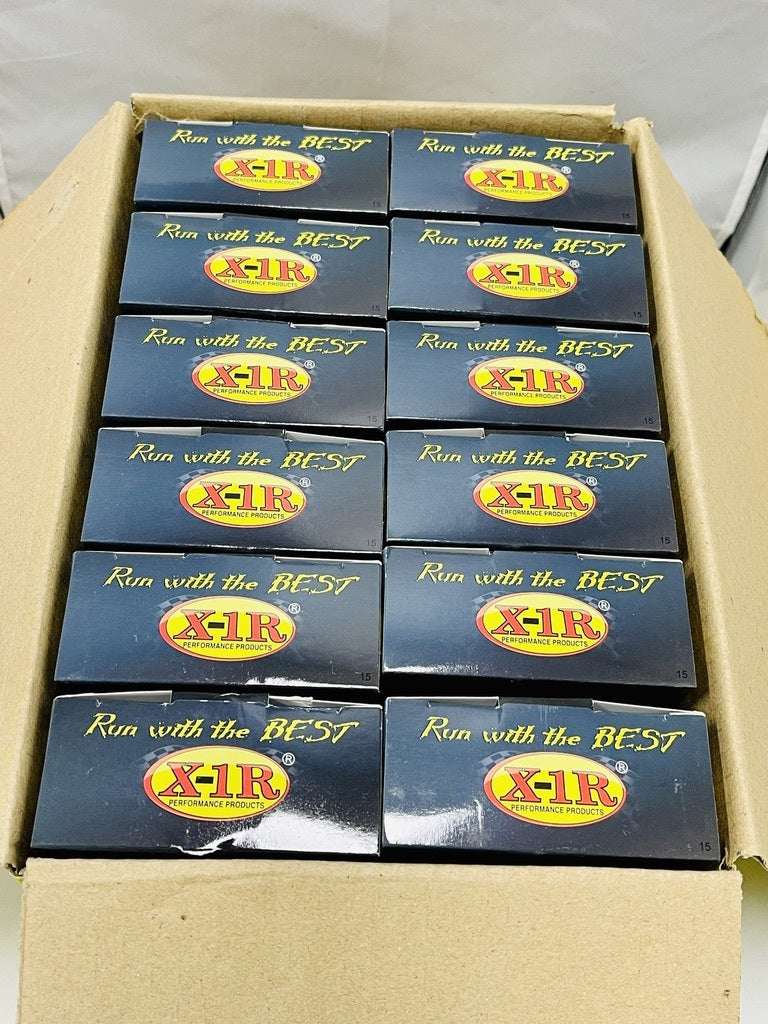 Run with the BEST
X-1R®
PERFORMANCE PRODUCTS
15
Run with the BEST
X-1R®
PERFORMANCE PRODUCTS
15
Run with the BEST
X-1R®
PERFORMANCE PRODUCTS
15
Run with the BEST
X-1R®
PERFORMANCE PRODUCTS
15
Run with the BEST
X-1R®
PERFORMANCE PRODUCTS
15
Run with the BEST
X-1R®
PERFORMANCE PRODUCTS
15
Run with the BEST
X-1R®
PERFORMANCE PRODUCTS
15
Run with the BEST
X-1R®
PERFORMANCE PRODUCTS
15
Run with the BEST
X-1R®
PERFORMANCE PRODUCTS
15
Run with the BEST
X-1R®
PERFORMANCE PRODUCTS
15
Run with the BEST
X-1R®
PERFORMANCE PRODUCTS
Run with the BEST
X-1R®
PERFORMANCE PRODUCTS
15